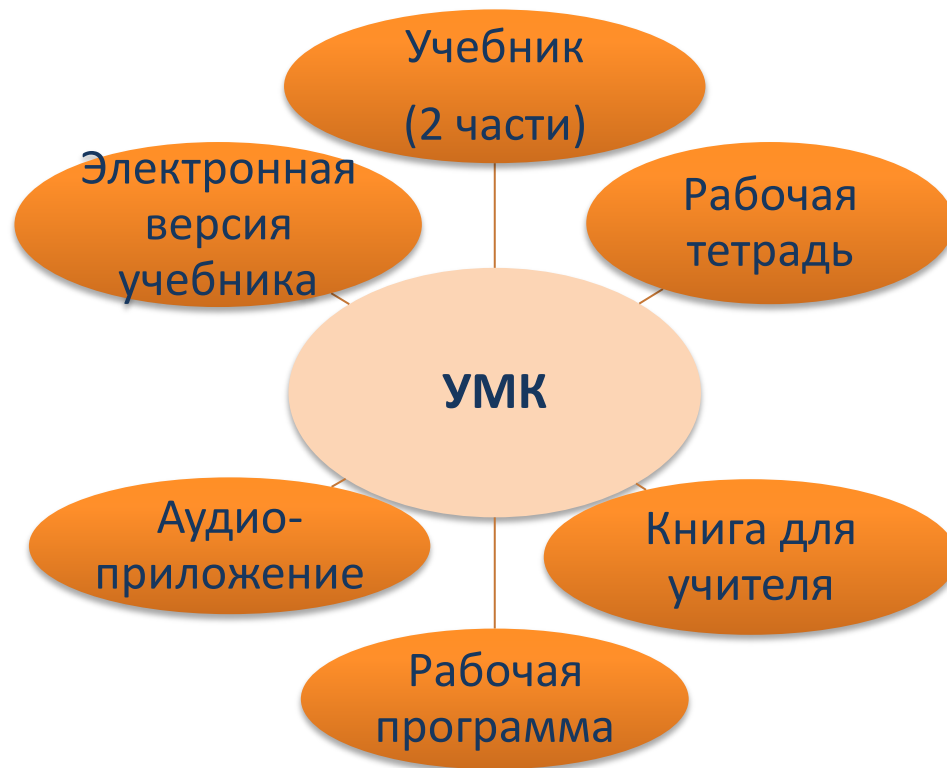 Учебник
(2 части)
Электронная
версия
учебника
Рабочая
тетрадь
УМК
Аудио-
приложение
Книга для
учителя
Рабочая
программа